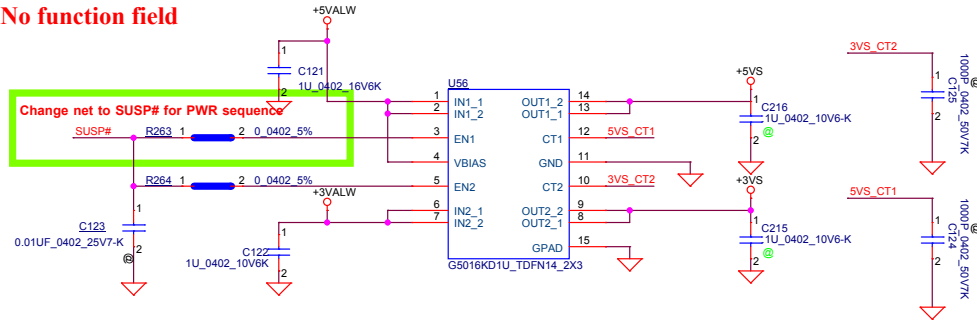 No function field
+5VALW
1
C121
2
1U_0402_16V6K
Change net to SUSP# for PWR sequence
SUSP#
R263 1 2 0_0402_5%
R264 1 2 0_0402_5%
1
C123
0.01UF_0402_25V7-K
2
@
+3VALW
1
C122
1U_0402_10V6K
2
U56
1 IN1_1 OUT1_2 14
2 IN1_2 OUT1_1 13
3 EN1 CT1 12 5VS_CT1
4 VBIAS GND 11
5 EN2 CT2 10 3VS_CT2
6 IN2_1 OUT2_2 9
7 IN2_2 OUT2_1 8
GPAD 15
G5016KD1U_TDFN14_2X3
+5VS
1
C216
.1U_0402_10V6-K
@
2
+3VS
1
C215
.1U_0402_10V6-K
@
2
3VS_CT2
1
2
@
1000P_0402_50V7K
C125
5VS_CT1
1
2
@
1000P_0402_50V7K
C124